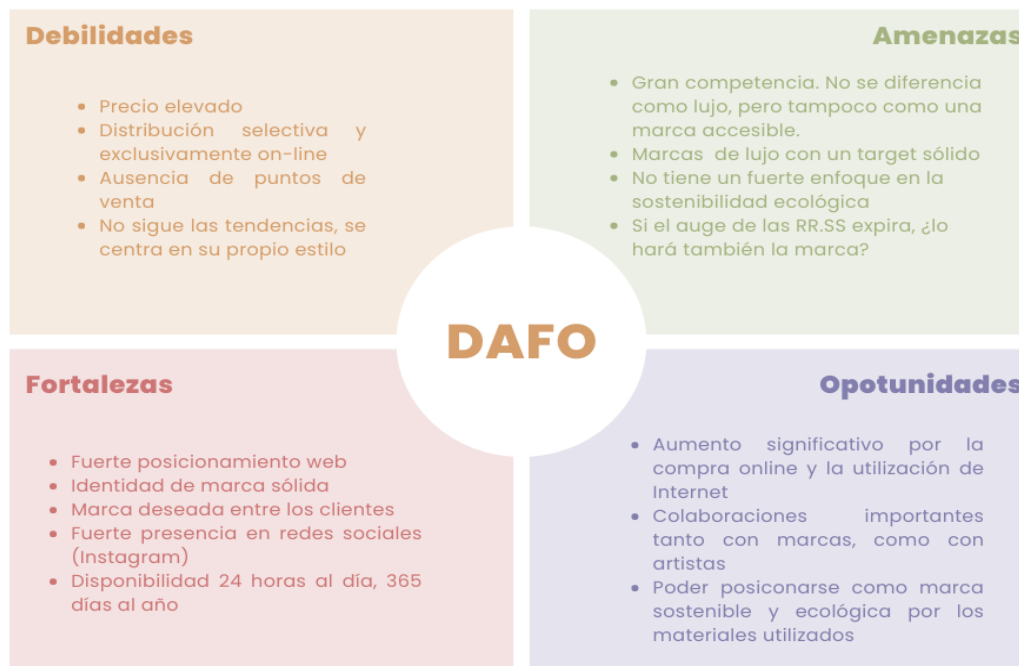 Debilidades
• Precio elevado
• Distribución selectiva y
exclusivamente on-line
• Ausencia de puntos de
venta
• No sigue las tendencias, se
centra en su propio estilo
Amenazas
• Gran competencia. No se diferencia
como lujo, pero tampoco como una
marca accesible.
• Marcas de lujo con un target sólido
• No tiene un fuerte enfoque en la
sostenibilidad ecológica
• Si el auge de las RR.SS expira, ¿lo
hará también la marca?
DAFO
Fortalezas
• Fuerte posicionamiento web
• Identidad de marca sólida
• Marca deseada entre los clientes
• Fuerte presencia en redes sociales
(Instagram)
• Disponibilidad 24 horas al día, 365
días al año
Opotunidades
• Aumento significativo por la
compra online y la utilización de
Internet
• Colaboraciones importantes
tanto con marcas, como con
artistas
• Poder posiconarse como marca
sostenible y ecológica por los
materiales utilizados